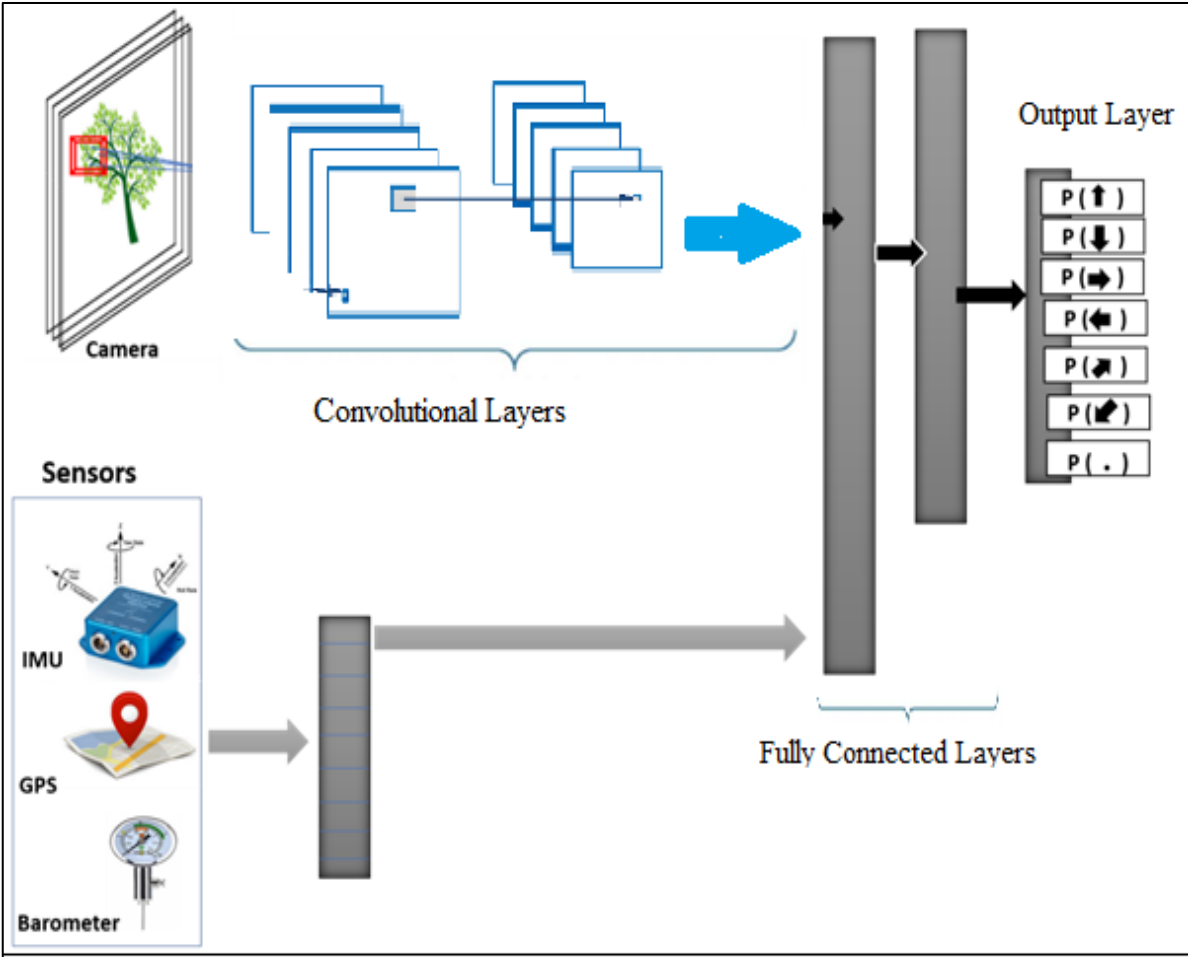 Output Layer
P ( ⬆ )
P ( ⬇ )
P ( ➡ )
P ( ⬅ )
P ( ⬈ )
P ( ⬋ )
P ( . )
Camera
Convolutional Layers
Sensors
IMU
GPS
Barometer
Fully Connected Layers